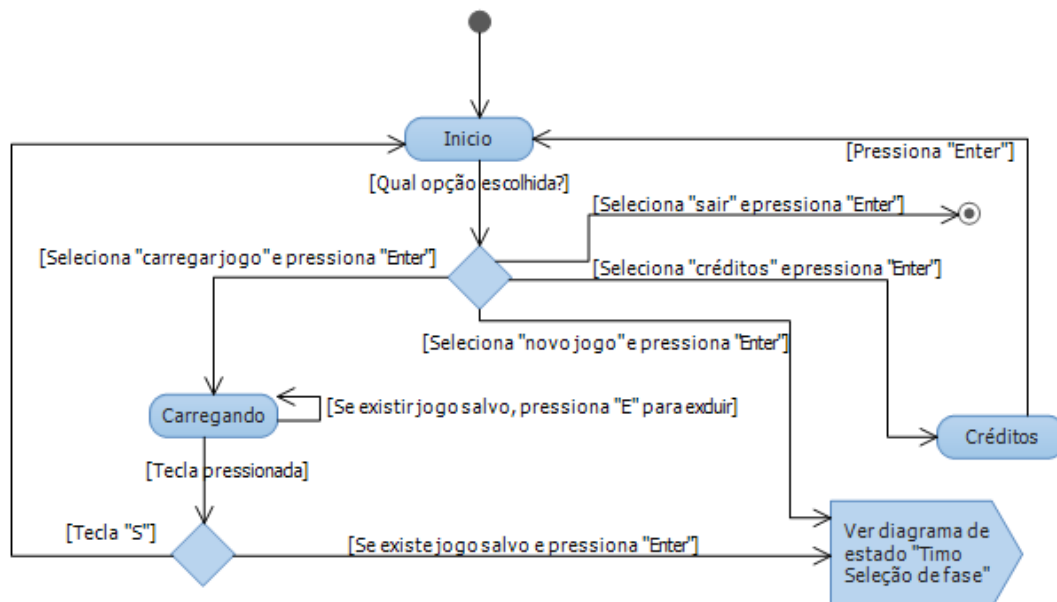 Inicio
[Pressiona "Enter"]
[Qual opção escolhida?]
[Seleciona "sair" e pressiona "Enter"]
[Seleciona "carregar jogo" e pressiona "Enter"]
[Seleciona "créditos" e pressiona "Enter"]
[Seleciona "novo jogo" e pressiona "Enter"]
Carregando
[Se existir jogo salvo, pressiona "E" para excluir]
Créditos
[Tecla pressionada]
[Tecla "S"]
[Se existe jogo salvo e pressiona "Enter"]
Ver diagrama de
estado "Timo
Seleção de fase"